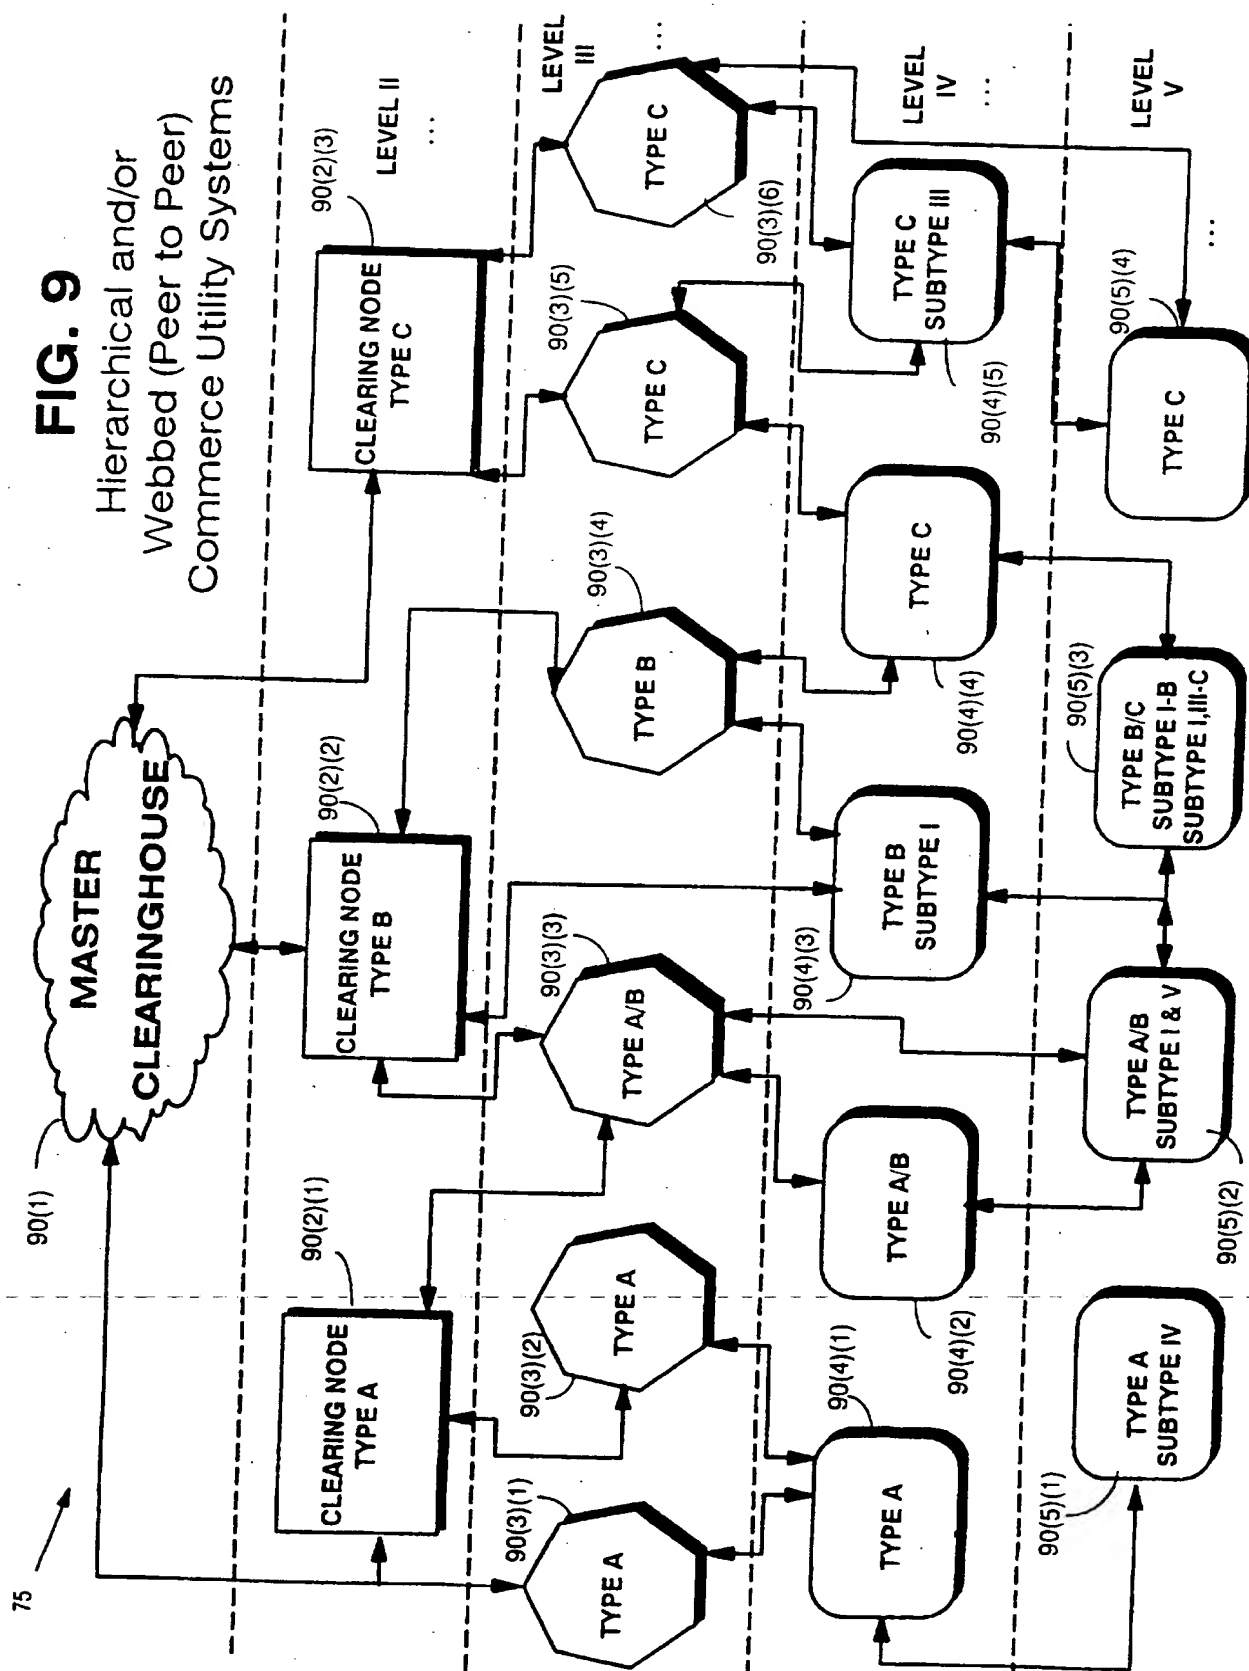 FIG. 9
Hierarchical and/or
Webbed (Peer to Peer)
Commerce Utility Systems
75
90(1)
MASTER
CLEARINGHOUSE
LEVEL II
...
90(2)(1)
CLEARING NODE
TYPE A
90(2)(2)
CLEARING NODE
TYPE B
90(2)(3)
CLEARING NODE
TYPE C
LEVEL
III
...
90(3)(1)
TYPE A
90(3)(2)
TYPE A
90(3)(3)
TYPE A/B
90(3)(4)
TYPE B
90(3)(5)
TYPE C
90(3)(6)
TYPE C
LEVEL
IV
...
90(4)(1)
TYPE A
90(4)(2)
TYPE A/B
90(4)(3)
TYPE B
SUBTYPE I
90(4)(4)
TYPE C
90(4)(5)
TYPE C
SUBTYPE III
LEVEL
V
...
90(5)(1)
TYPE A
SUBTYPE IV
90(5)(2)
TYPE A/B
SUBTYPE I & V
90(5)(3)
TYPE B/C
SUBTYPE I-B
SUBTYPE I,III-C
90(5)(4)
TYPE C